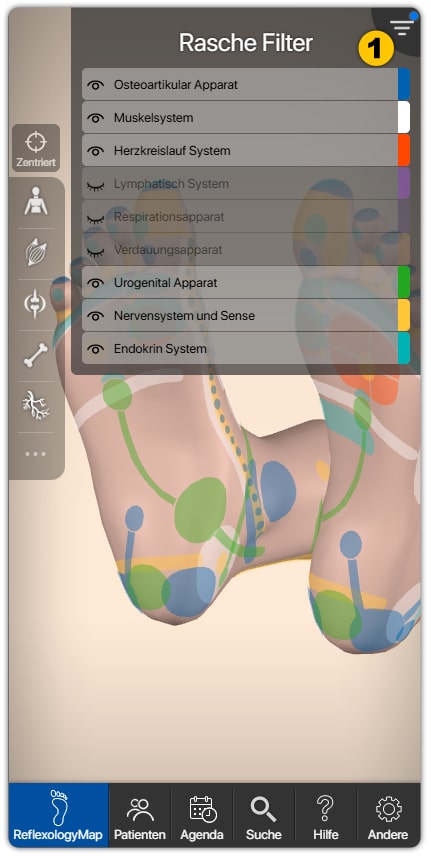 Rasche Filter
1
Osteoartikular Apparat
Muskelsystem
Herzkreislauf System
Lymphatisch System
Respirationsapparat
Verdauungsapparat
Urogenital Apparat
Nervensystem und Sense
Endokrin System
Zentriert
ReflexologyMap
Patienten
Agenda
Suche
Hilfe
Andere